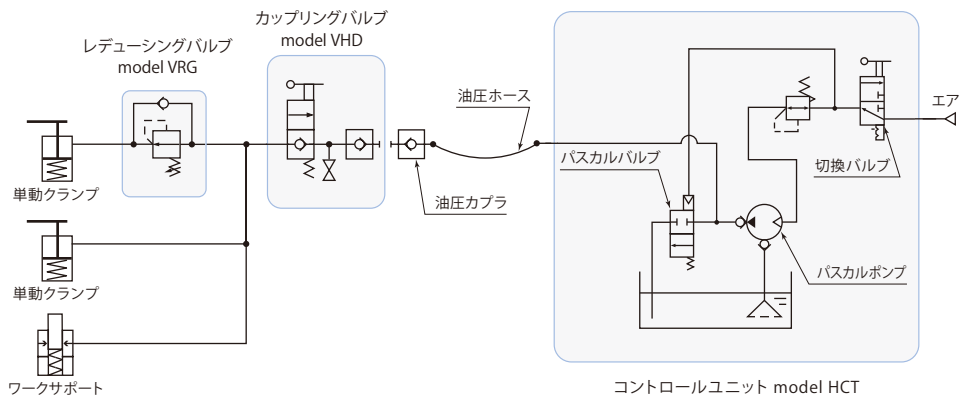 レデューシングバルブ
model VRG
カップリングバルブ
model VHD
油圧ホース
エア
パスカルバルブ
切換バルブ
油圧カプラ
単動クランプ
パスカルポンプ
単動クランプ
ワークサポート
コントロールユニット model HCT